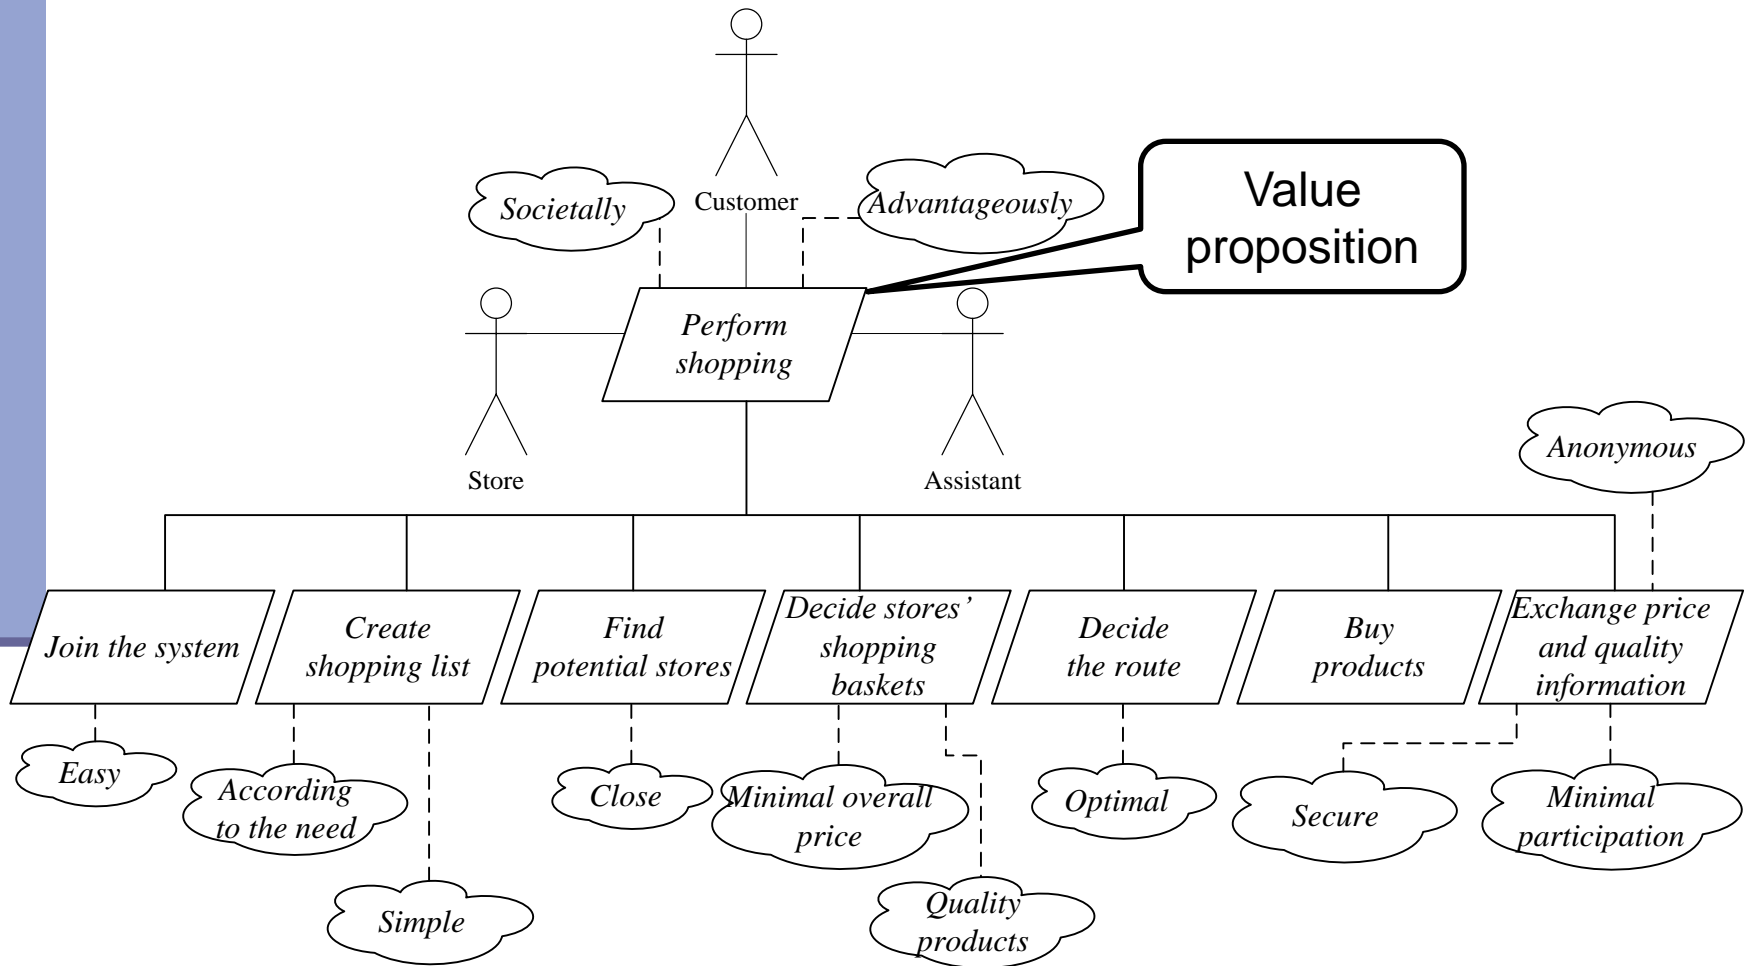 Customer
Societally
Advantageously
Value
proposition
Perform
shopping
Store
Assistant
Anonymous
Join the system
Create
shopping list
Find
potential stores
Decide stores’
shopping
baskets
Decide
the route
Buy
products
Exchange price
and quality
information
Easy
According
to the need
Simple
Close
Minimal overall
price
Quality
products
Optimal
Secure
Minimal
participation